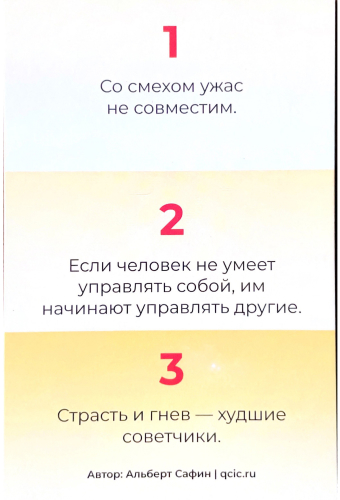 1
Со смехом ужас
не совместим.
2
Если человек не умеет
управлять собой, им
начинают управлять другие.
3
Страсть и гнев — худшие
советчики.
Автор: Альберт Сафин | qcic.ru